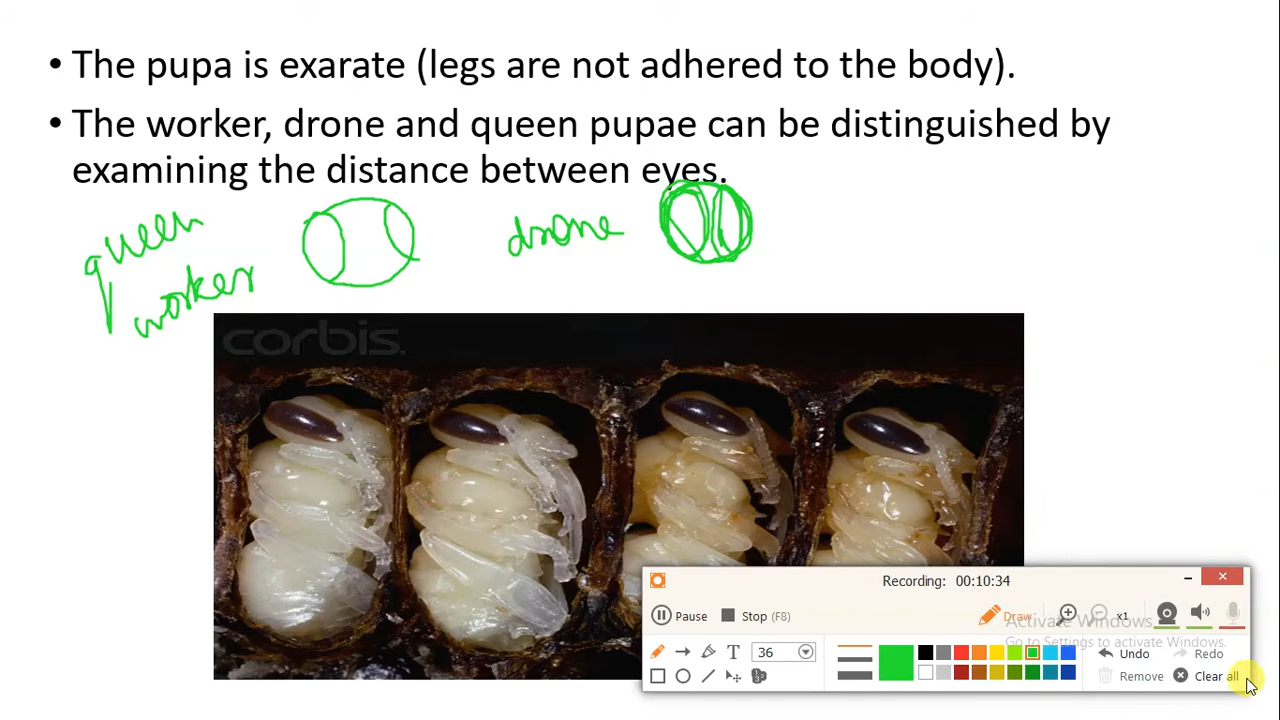 • The pupa is exarate (legs are not adhered to the body).
• The worker, drone and queen pupae can be distinguished by
examining the distance between eyes.
queen
drone
worker
corbis.
Recording: 00:10:34
Pause
Stop (F8)
Draw
x1
Activate Windows
Go to Settings to activate Windows.
T
36
Undo
Redo
Remove
Clear all